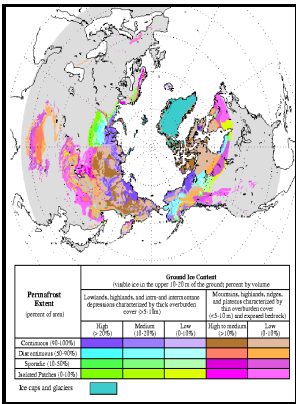 Ground Ice Content
(visible ice in the upper 10-20 m of the ground; percent by volume)
Permafrost
Extent
(percent of area)
Lowlands, highlands, and intra- and intermontane
depressions characterized by thick overburden
cover (>5-10m)
Mountains, highlands, ridges,
and plateaus characterized by
thin overburden cover
(<5-10 m) and exposed bedrock)
High
(>20%)
Medium
(10-20%)
Low
(0-10%)
High to medium
(>10%)
Low
(0-10%)
Continuous (90-100%)
Discontinuous (50-90%)
Sporadic (10-50%)
Isolated Patches (0-10%)
Ice caps and glaciers